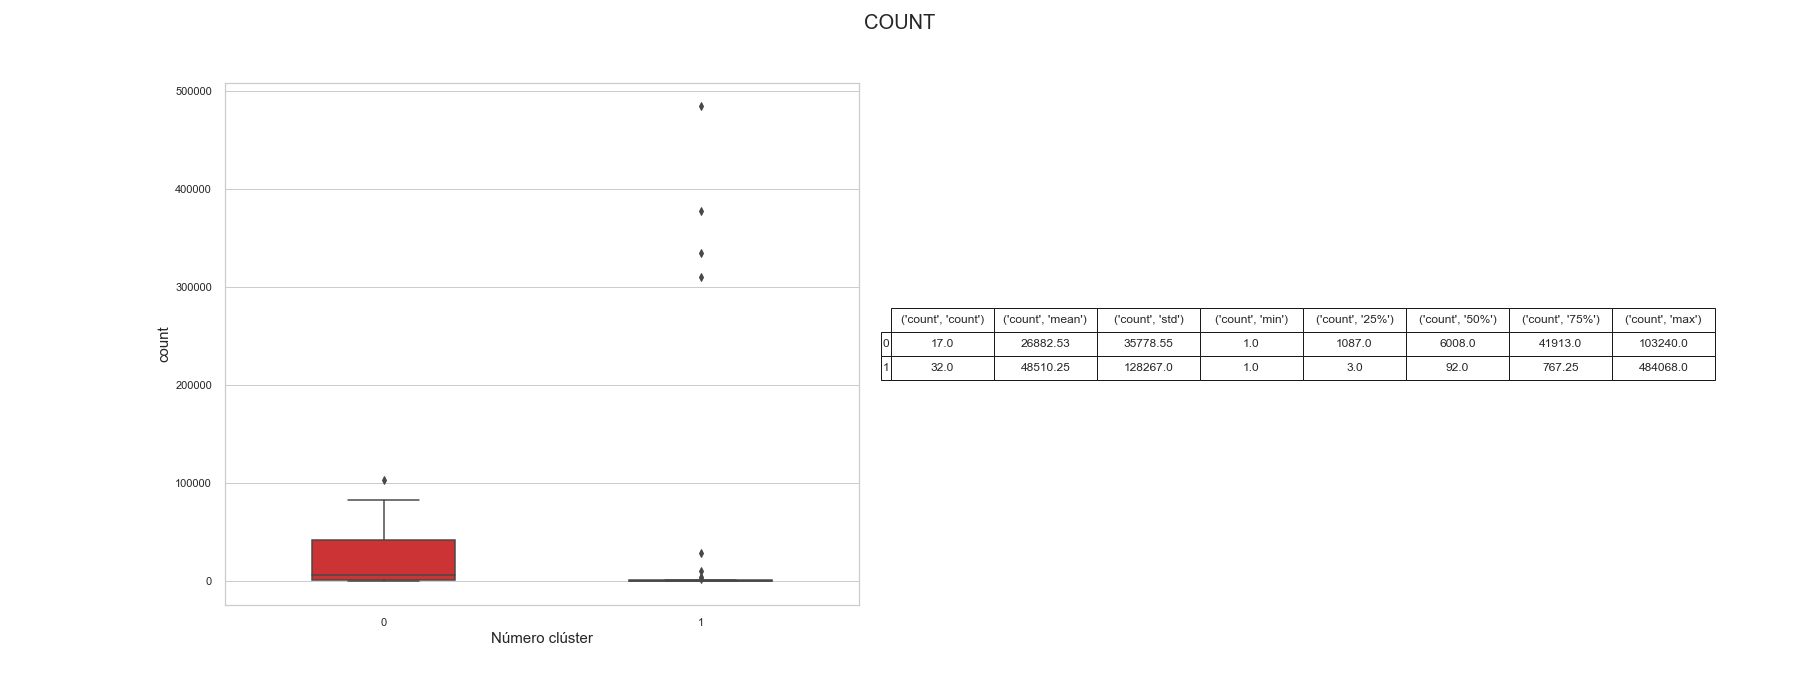 COUNT
500000
400000
300000
200000
100000
0
count
0 1
Número clúster
('count', 'count') ('count', 'mean') ('count', 'std') ('count', 'min') ('count', '25%') ('count', '50%') ('count', '75%') ('count', 'max')
0 17.0 26882.53 35778.55 1.0 1087.0 6008.0 41913.0 103240.0
1 32.0 48510.25 128267.0 1.0 3.0 92.0 767.25 484068.0